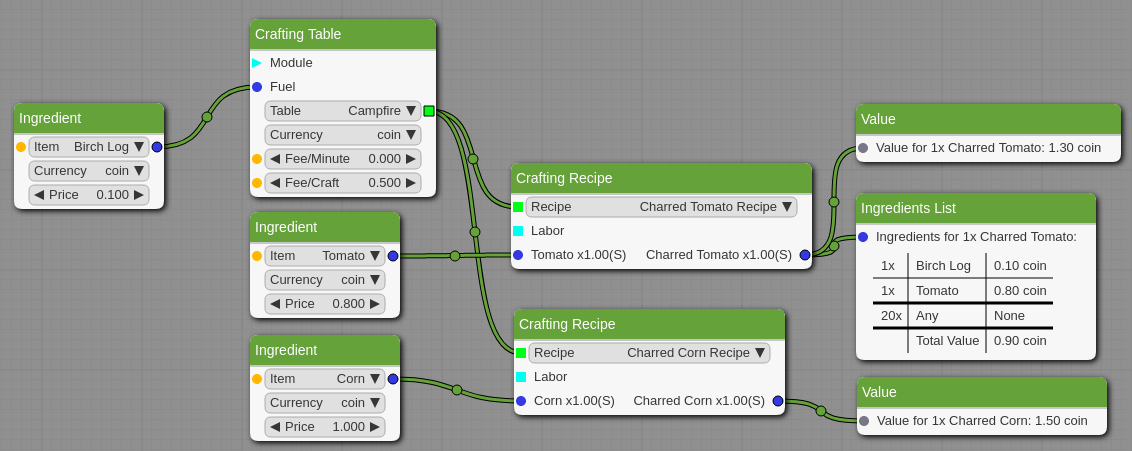 Ingredient
Item Birch Log
Currency coin
Price 0.100
Crafting Table
Module
Fuel
Table Campfire
Currency coin
Fee/Minute 0.000
Fee/Craft 0.500
Ingredient
Item Tomato
Currency coin
Price 0.800
Ingredient
Item Corn
Currency coin
Price 1.000
Crafting Recipe
Recipe Charred Tomato Recipe
Labor
Tomato x1.00(S) Charred Tomato x1.00(S)
Crafting Recipe
Recipe Charred Corn Recipe
Labor
Corn x1.00(S) Charred Corn x1.00(S)
Value
Value for 1x Charred Tomato: 1.30 coin
Ingredients List
Ingredients for 1x Charred Tomato:
1x Birch Log 0.10 coin
1x Tomato 0.80 coin
20x Any None
Total Value 0.90 coin
Value
Value for 1x Charred Corn: 1.50 coin